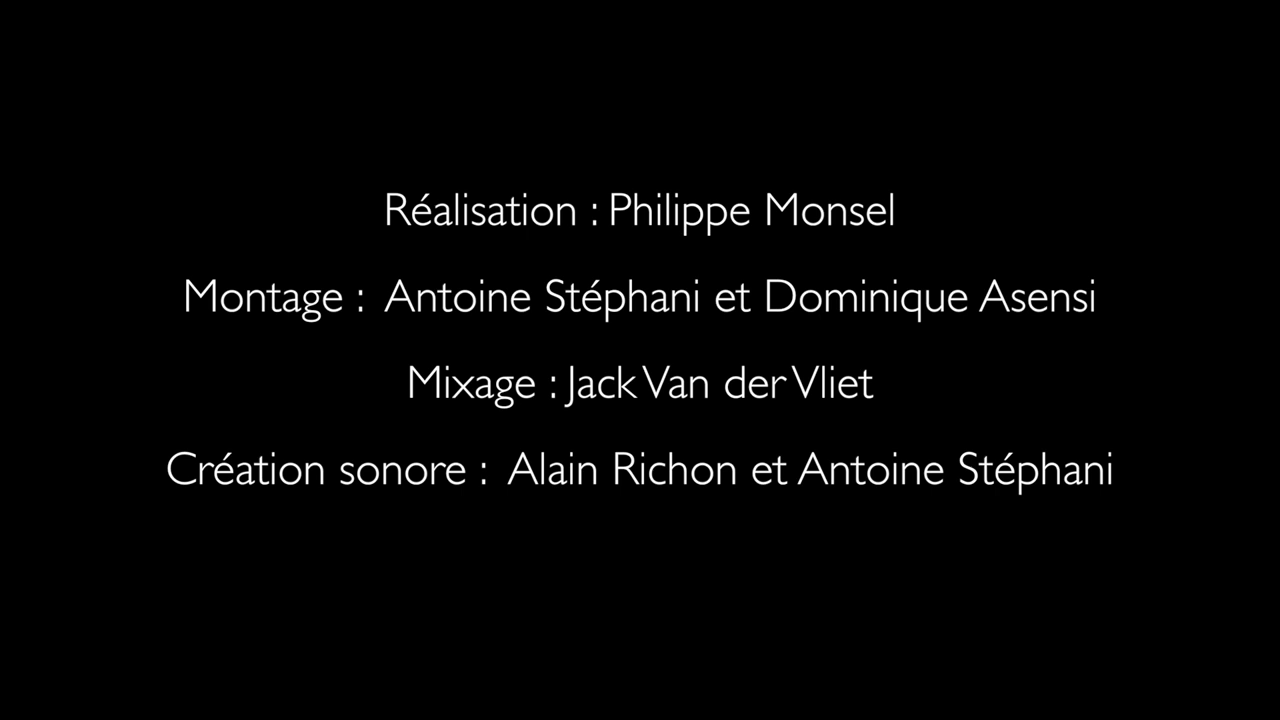 Réalisation : Philippe Monsel
Montage : Antoine Stéphani et Dominique Asensi
Mixage : Jack Van der Vliet
Création sonore : Alain Richon et Antoine Stéphani